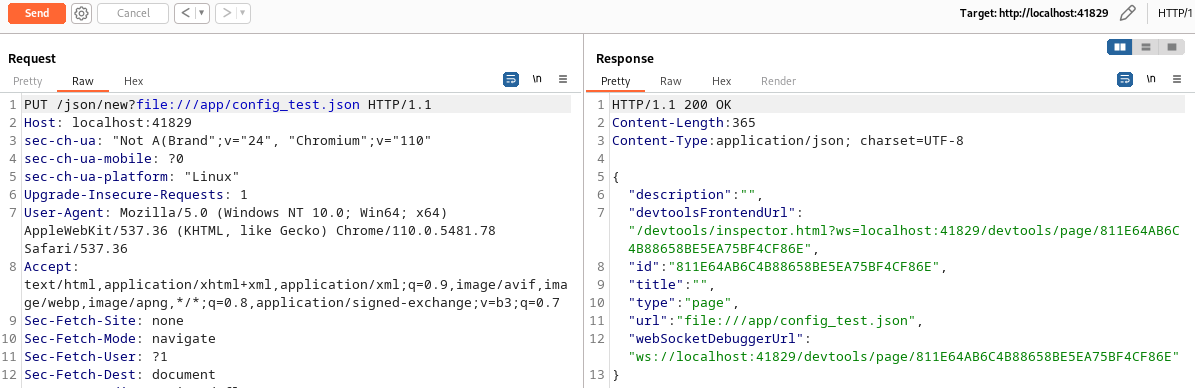 Send Cancel < > Target: http://localhost:41829 HTTP/1
Request
Pretty Raw Hex \n
1 PUT /json/new?file:///app/config_test.json HTTP/1.1
2 Host: localhost:41829
3 sec-ch-ua: "Not A(Brand";v="24", "Chromium";v="110"
4 sec-ch-ua-mobile: ?0
5 sec-ch-ua-platform: "Linux"
6 Upgrade-Insecure-Requests: 1
7 User-Agent: Mozilla/5.0 (Windows NT 10.0; Win64; x64)
AppleWebKit/537.36 (KHTML, like Gecko) Chrome/110.0.5481.78
Safari/537.36
8 Accept:
text/html,application/xhtml+xml,application/xml;q=0.9,image/avif,ima
ge/webp,image/apng,*/*;q=0.8,application/signed-exchange;v=b3;q=0.7
9 Sec-Fetch-Site: none
10 Sec-Fetch-Mode: navigate
11 Sec-Fetch-User: ?1
12 Sec-Fetch-Dest: document
Response
Pretty Raw Hex Render \n
1 HTTP/1.1 200 OK
2 Content-Length:365
3 Content-Type:application/json; charset=UTF-8
4
5 {
6 "description":"",
7 "devtoolsFrontendUrl":
"/devtools/inspector.html?ws=localhost:41829/devtools/page/811E64AB6C
4B88658BE5EA75BF4CF86E",
8 "id":"811E64AB6C4B88658BE5EA75BF4CF86E",
9 "title":"",
10 "type":"page",
11 "url":"file:///app/config_test.json",
12 "webSocketDebuggerUrl":
"ws://localhost:41829/devtools/page/811E64AB6C4B88658BE5EA75BF4CF86E"
13 }